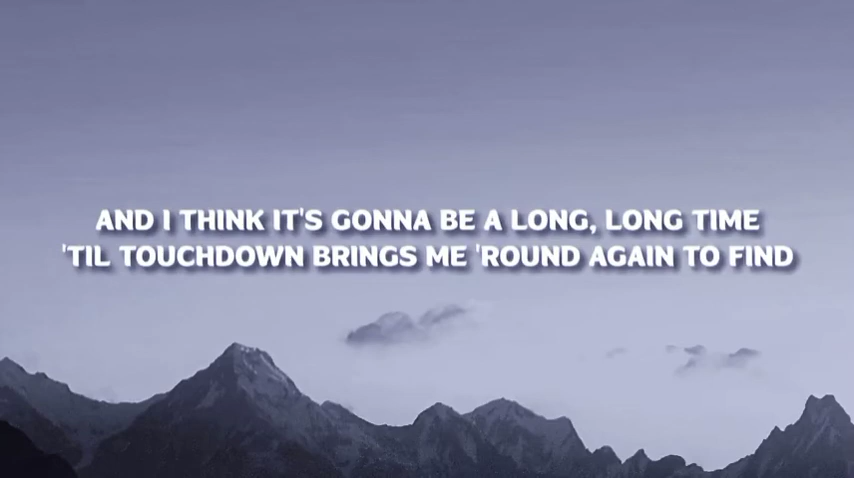 AND I THINK IT'S GONNA BE A LONG, LONG TIME
'TIL TOUCHDOWN BRINGS ME 'ROUND AGAIN TO FIND